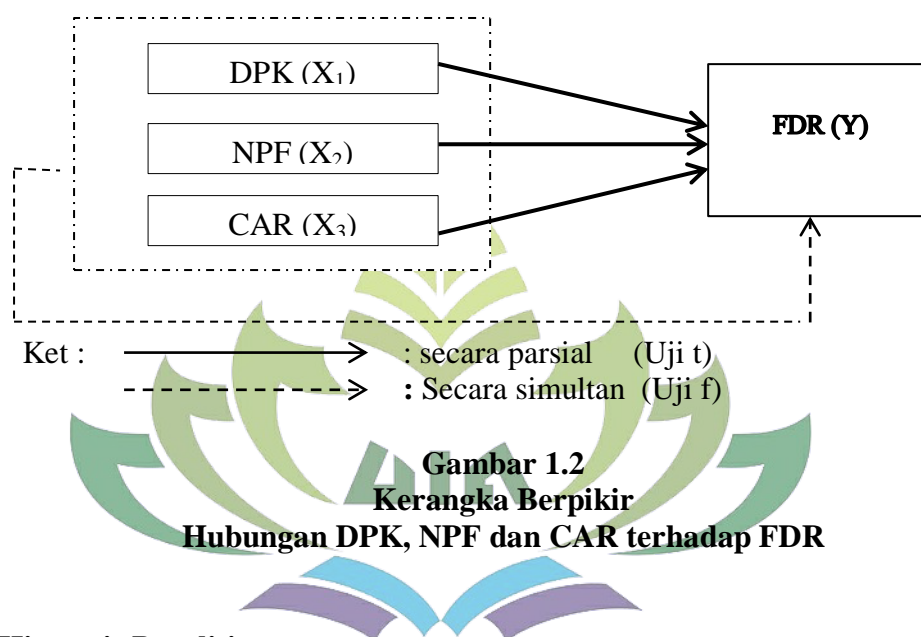 DPK (X₁)
NPF (X₂)
CAR (X₃)
FDR (Y)
Ket : : secara parsial (Uji t)
: Secara simultan (Uji f)
Gambar 1.2
Kerangka Berpikir
Hubungan DPK, NPF dan CAR terhadap FDR